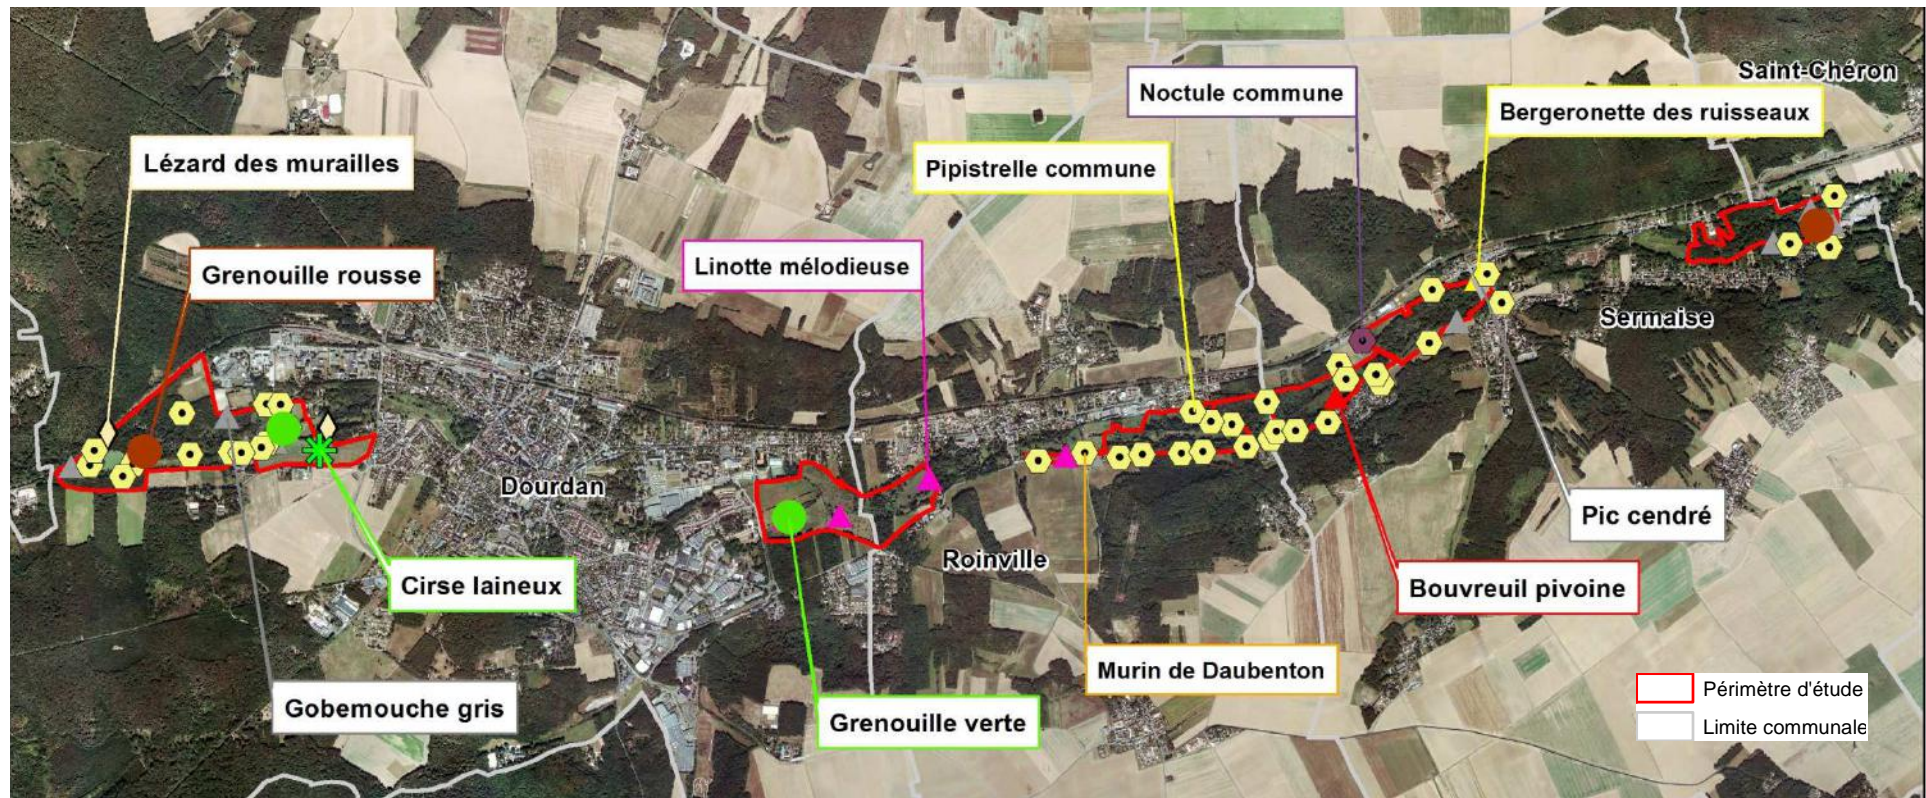 Saint-Chéron
Noctule commune
Bergeronette des ruisseaux
Lézard des murailles
Pipistrelle commune
Grenouille rousse
Linotte mélodieuse
Sermaise
Dourdan
Pic cendré
Roinville
Cirse laineux
Bouvreuil pivoine
Murin de Daubenton
Gobemouche gris
Grenouille verte
Périmètre d'étude
Limite communale